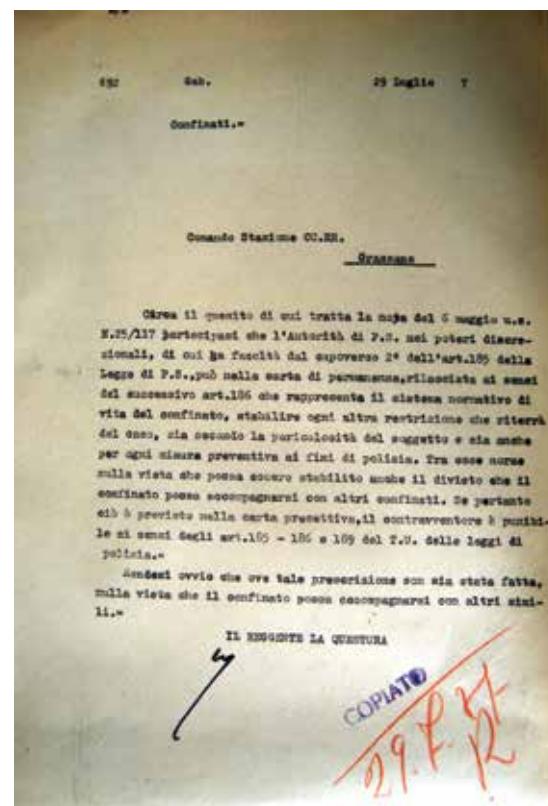 692 Gab. 29 Luglio 7
Confinati.=
Comando Stazione CC.RR.
Grassano
Circa il quesito di cui tratta la nota del 6 maggio u.s.
N.25/117 partecipasi che l'Autorità di P.S. nei poteri discre-
zionali, di cui ha facoltà dal capoverso 2° dell'art.185 della
Legge di P.S.,può nella carta di permanenza,rilasciata ai sensi
del successivo art.186 che rappresenta il sistema normativo di
vita del confinato, stabilire ogni altra restrizione che riterrà
del caso, sia secondo la pericolosità del soggetto e sia anche
per ogni misura preventiva ai fini di polizia. Tra esse norme
nulla vieta che possa essere stabilito anche il divieto che il
confinato possa accompagnarsi con altri confinati. Se pertanto
ciò è previsto nella carta precettiva,il contravventore è punibi-
le ai sensi degli art.185 - 186 e 189 del T.U. delle leggi di
polizia.=
Rendesi ovvio che ove tale prescrizione non sia stata fatta,
nulla vieta che il confinato possa accompagnarsi con altri simi-
li.=
IL REGGENTE LA QUESTURA
COPIATO
29.7.37